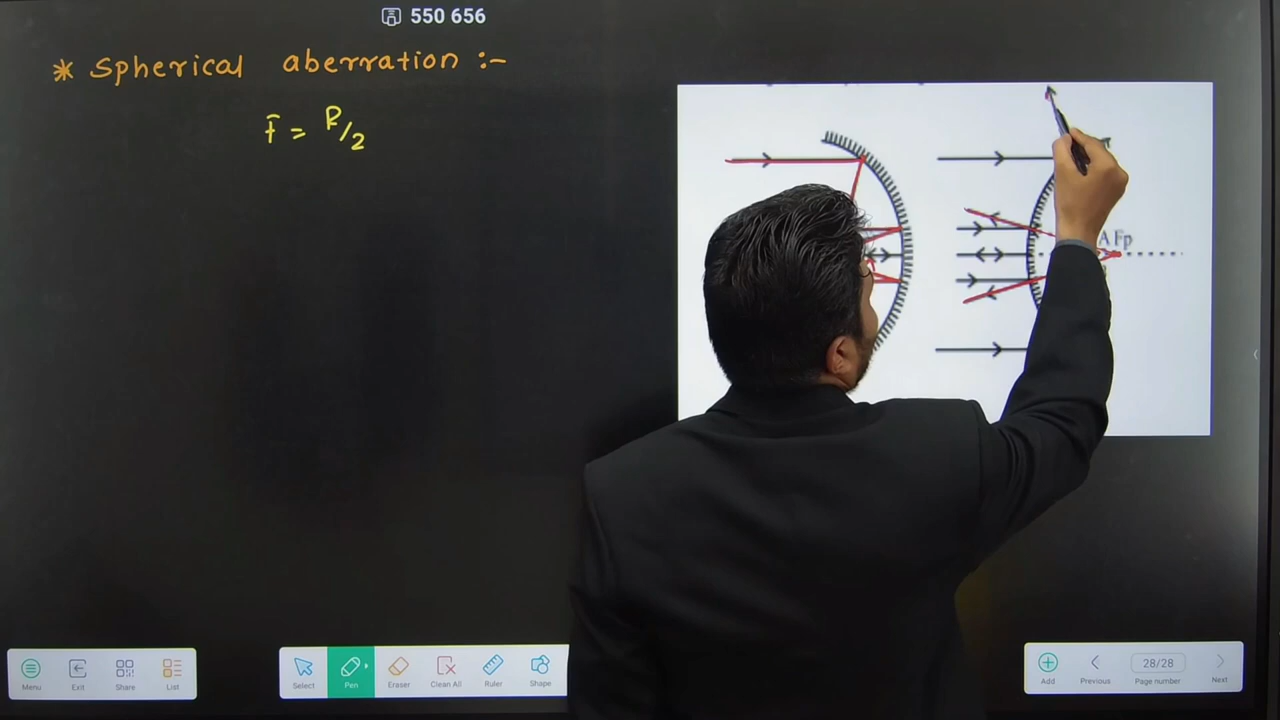 550 656
* Spherical aberration :-
F = R/2
A Fp
Menu
Exit
Share
List
Select
Pen
Eraser
Clean All
Ruler
Shape
Add
Previous
28/28
Page number
Next